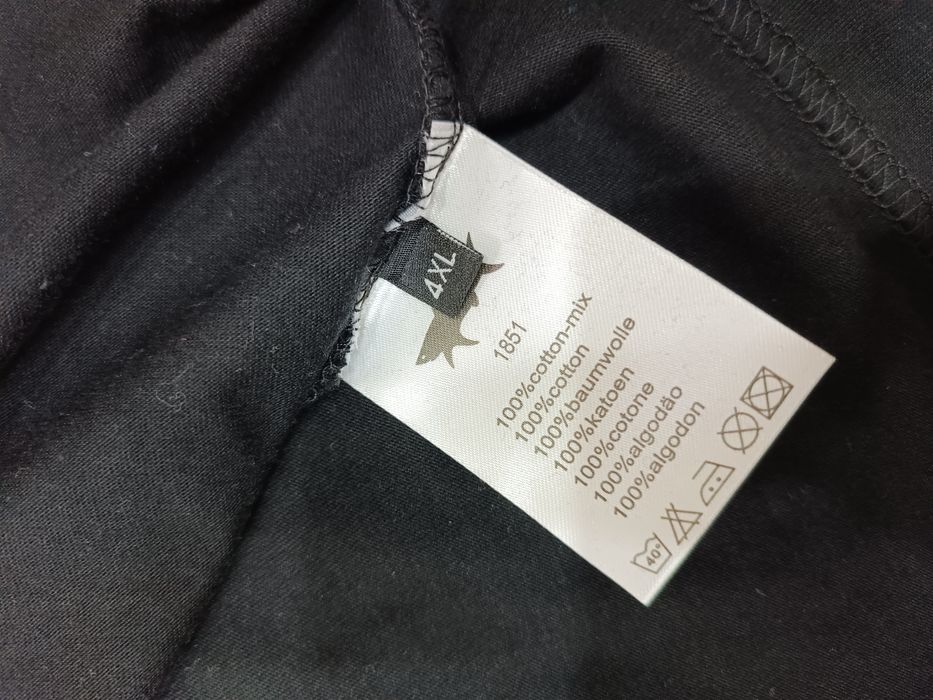 4XL
1851
100%cotton-mix
100%cotton
100%baumwolle
100%katoen
100%cotone
100%algodão
100%algodon
40°